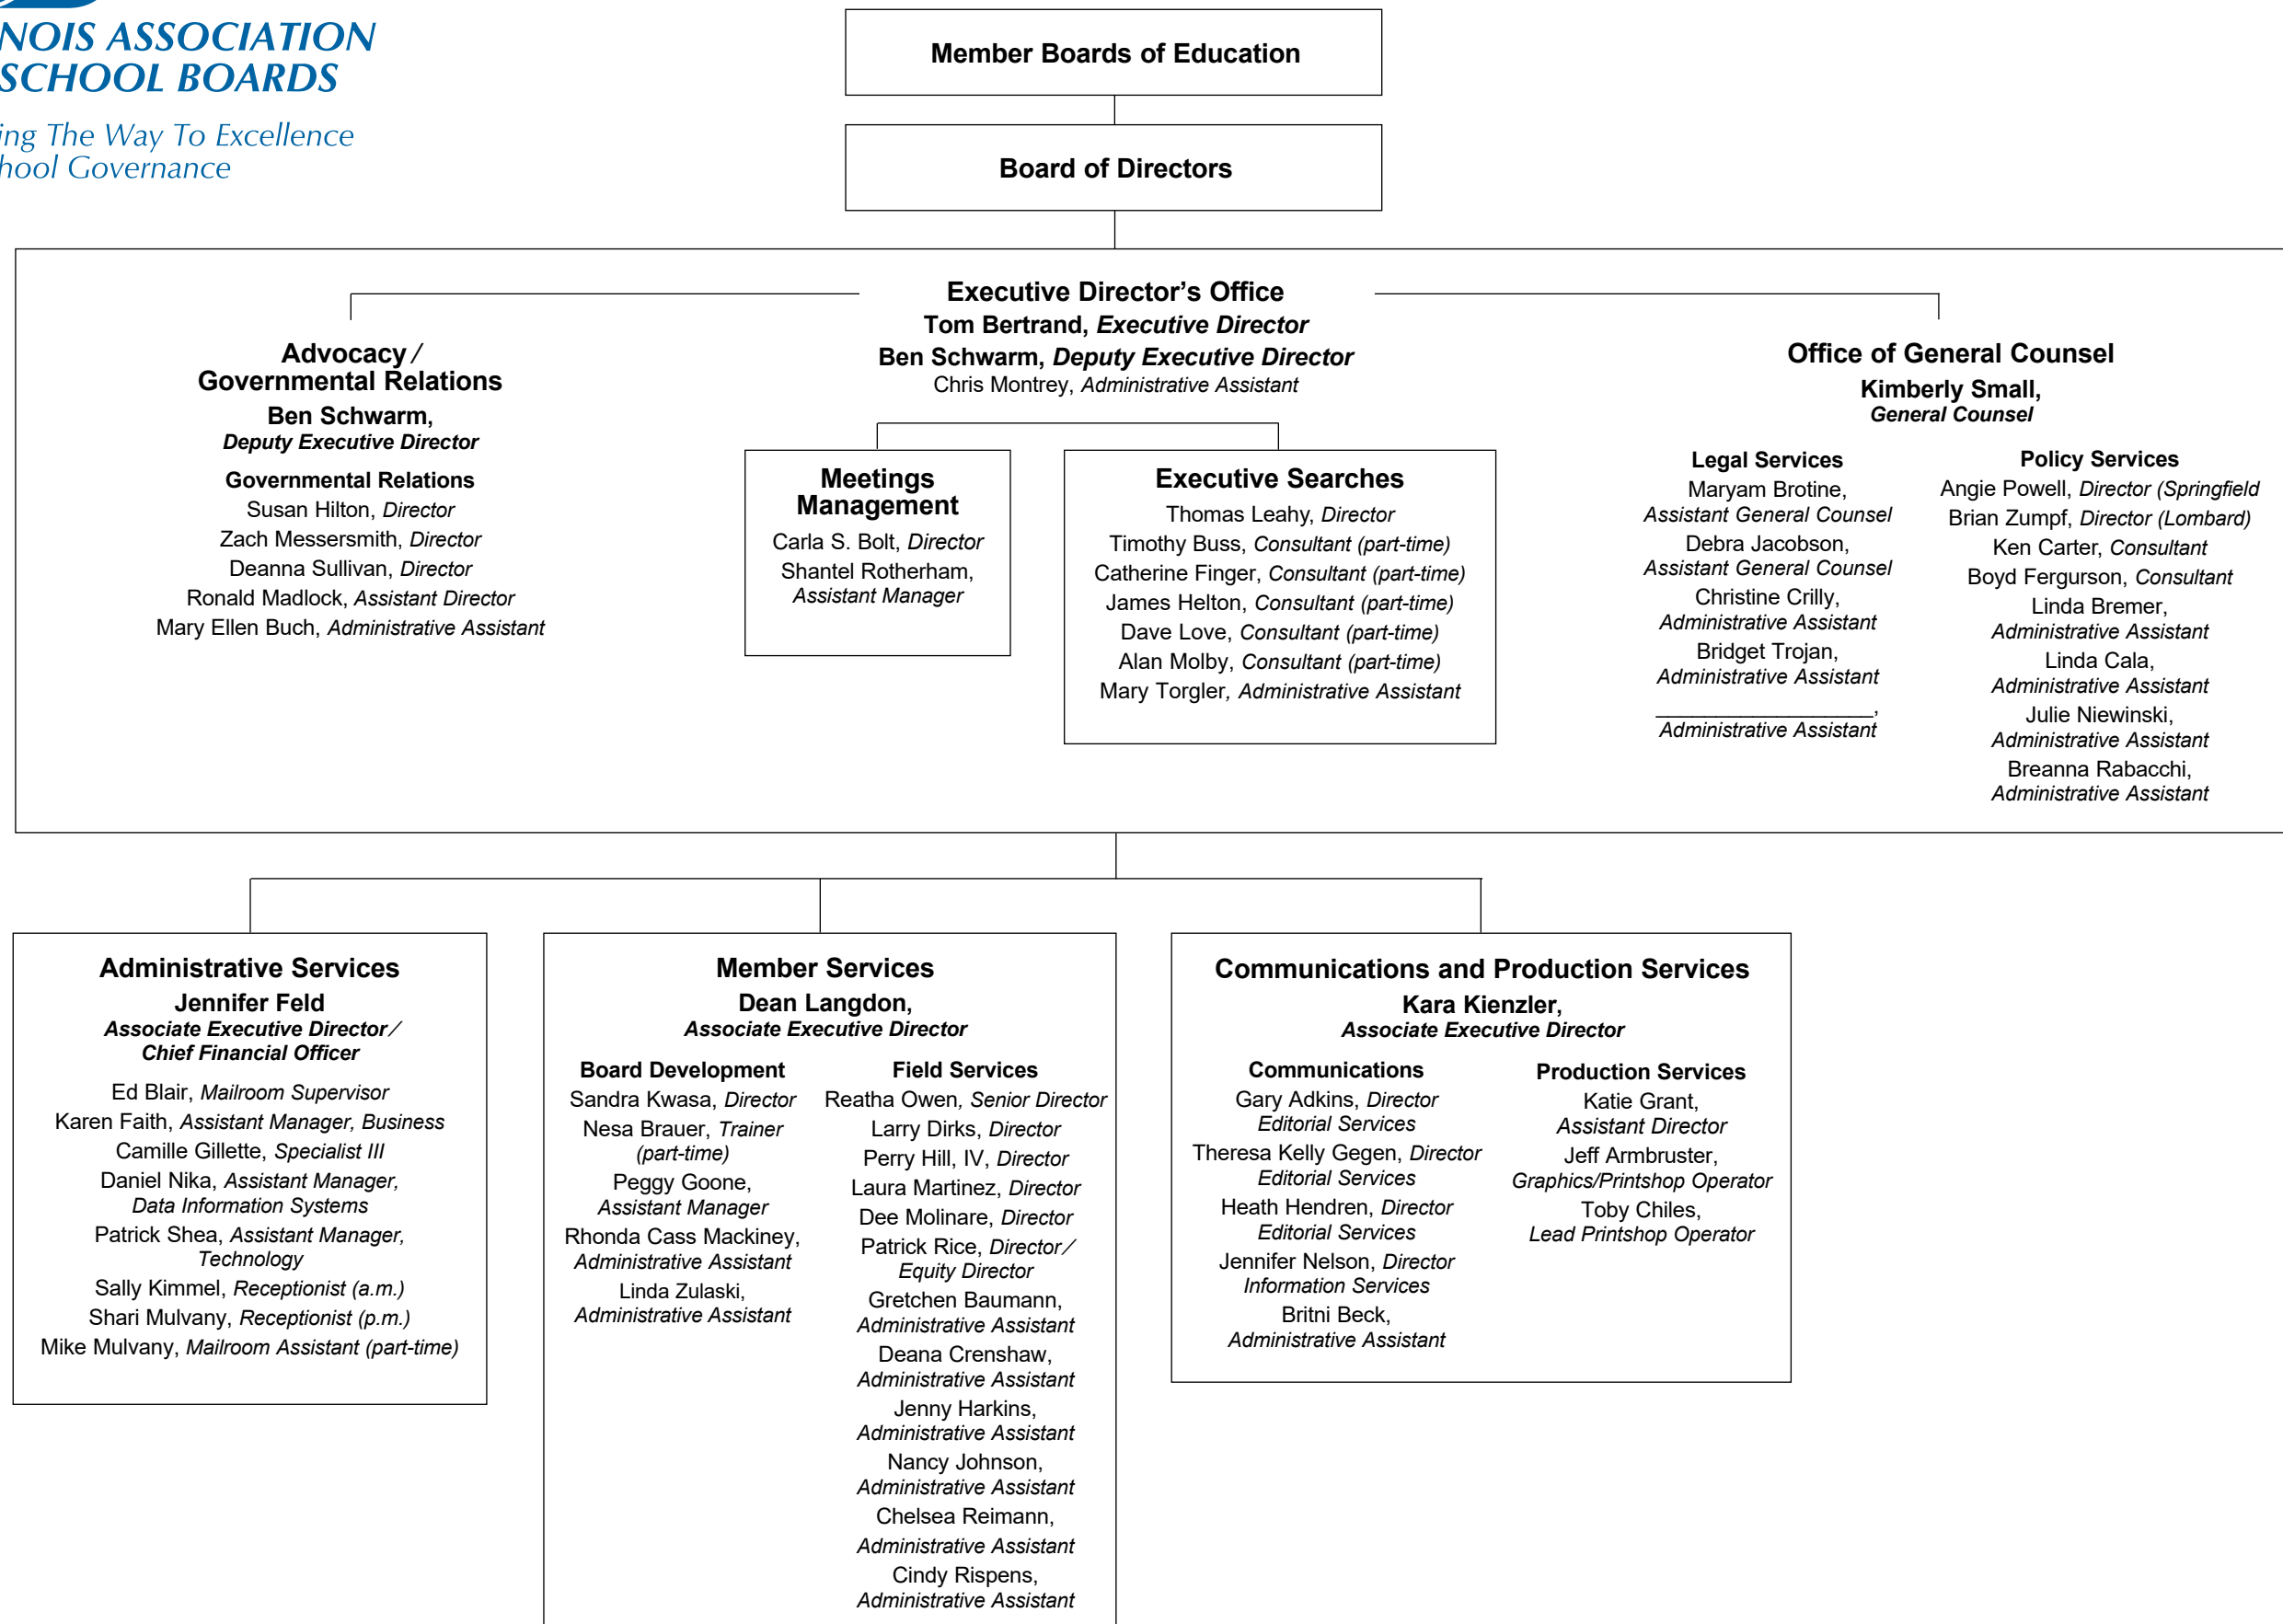 NOIS ASSOCIATION
SCHOOL BOARDS
ing The Way To Excellence
hool Governance
Member Boards of Education
Board of Directors
Executive Director’s Office
Tom Bertrand, Executive Director
Ben Schwarm, Deputy Executive Director
Chris Montrey, Administrative Assistant
Advocacy/
Governmental Relations
Ben Schwarm,
Deputy Executive Director
Governmental Relations
Susan Hilton, Director
Zach Messersmith, Director
Deanna Sullivan, Director
Ronald Madlock, Assistant Director
Mary Ellen Buch, Administrative Assistant
Meetings
Management
Carla S. Bolt, Director
Shantel Rotherham,
Assistant Manager
Executive Searches
Thomas Leahy, Director
Timothy Buss, Consultant (part-time)
Catherine Finger, Consultant (part-time)
James Helton, Consultant (part-time)
Dave Love, Consultant (part-time)
Alan Molby, Consultant (part-time)
Mary Torgler, Administrative Assistant
Office of General Counsel
Kimberly Small,
General Counsel
Legal Services
Maryam Brotine,
Assistant General Counsel
Debra Jacobson,
Assistant General Counsel
Christine Crilly,
Administrative Assistant
Bridget Trojan,
Administrative Assistant
__________________,
Administrative Assistant
Policy Services
Angie Powell, Director (Springfield
Brian Zumpf, Director (Lombard)
Ken Carter, Consultant
Boyd Fergurson, Consultant
Linda Bremer,
Administrative Assistant
Linda Cala,
Administrative Assistant
Julie Niewinski,
Administrative Assistant
Breanna Rabacchi,
Administrative Assistant
Administrative Services
Jennifer Feld
Associate Executive Director/
Chief Financial Officer
Ed Blair, Mailroom Supervisor
Karen Faith, Assistant Manager, Business
Camille Gillette, Specialist III
Daniel Nika, Assistant Manager,
Data Information Systems
Patrick Shea, Assistant Manager,
Technology
Sally Kimmel, Receptionist (a.m.)
Shari Mulvany, Receptionist (p.m.)
Mike Mulvany, Mailroom Assistant (part-time)
Member Services
Dean Langdon,
Associate Executive Director
Board Development
Sandra Kwasa, Director
Nesa Brauer, Trainer
(part-time)
Peggy Goone,
Assistant Manager
Rhonda Cass Mackiney,
Administrative Assistant
Linda Zulaski,
Administrative Assistant
Field Services
Reatha Owen, Senior Director
Larry Dirks, Director
Perry Hill, IV, Director
Laura Martinez, Director
Dee Molinare, Director
Patrick Rice, Director/
Equity Director
Gretchen Baumann,
Administrative Assistant
Deana Crenshaw,
Administrative Assistant
Jenny Harkins,
Administrative Assistant
Nancy Johnson,
Administrative Assistant
Chelsea Reimann,
Administrative Assistant
Cindy Rispens,
Administrative Assistant
Communications and Production Services
Kara Kienzler,
Associate Executive Director
Communications
Gary Adkins, Director
Editorial Services
Theresa Kelly Gegen, Director
Editorial Services
Heath Hendren, Director
Editorial Services
Jennifer Nelson, Director
Information Services
Britni Beck,
Administrative Assistant
Production Services
Katie Grant,
Assistant Director
Jeff Armbruster,
Graphics/Printshop Operator
Toby Chiles,
Lead Printshop Operator